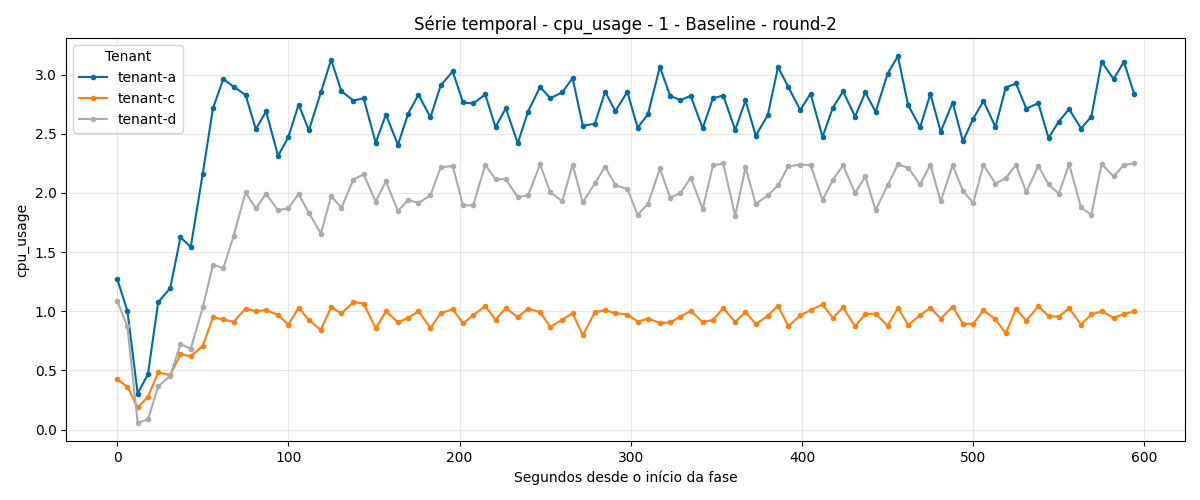 Série temporal - cpu_usage - 1 - Baseline - round-2
Tenant
tenant-a
tenant-c
tenant-d
cpu_usage
3.0
2.5
2.0
1.5
1.0
0.5
0.0
0 100 200 300 400 500 600
Segundos desde o início da fase